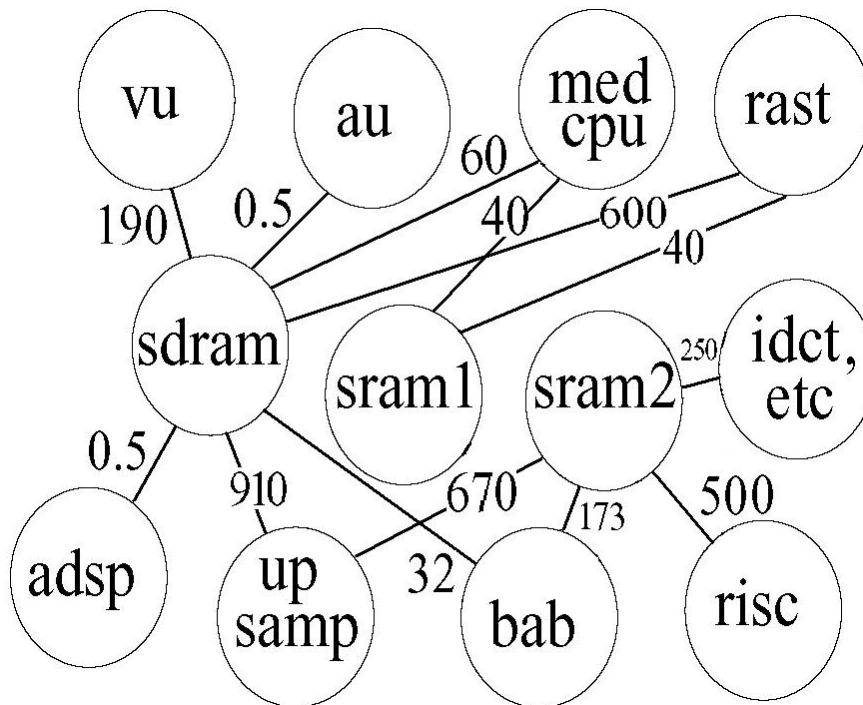 vu
au
med
cpu
rast
60
190
0.5
40
600
40
sdram
sram1
sram2
250
idct,
etc
0.5
910
670
173
500
32
adsp
up
samp
bab
risc